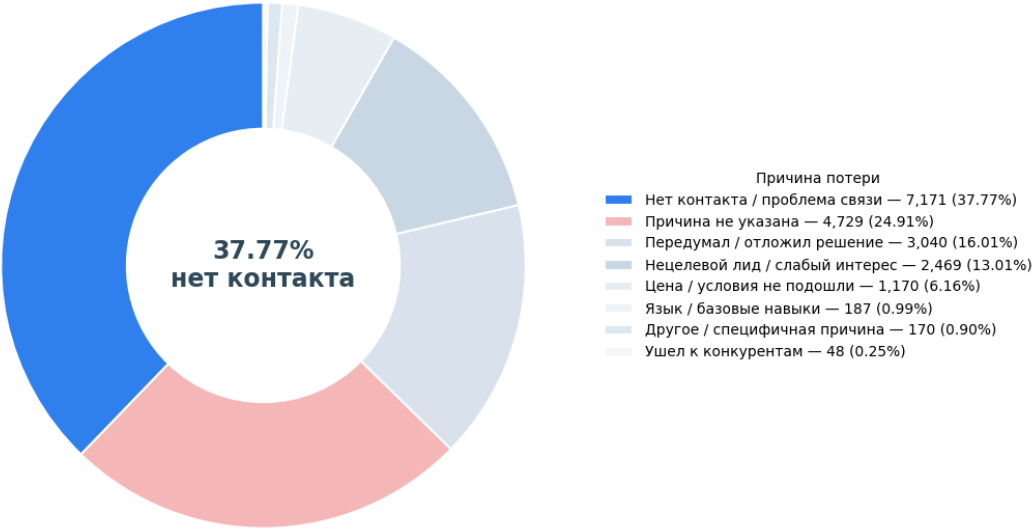 37.77%
нет контакта
Причина потери
Нет контакта / проблема связи — 7,171 (37.77%)
Причина не указана — 4,729 (24.91%)
Передумал / отложил решение — 3,040 (16.01%)
Нецелевой лид / слабый интерес — 2,469 (13.01%)
Цена / условия не подошли — 1,170 (6.16%)
Язык / базовые навыки — 187 (0.99%)
Другое / специфичная причина — 170 (0.90%)
Ушел к конкурентам — 48 (0.25%)